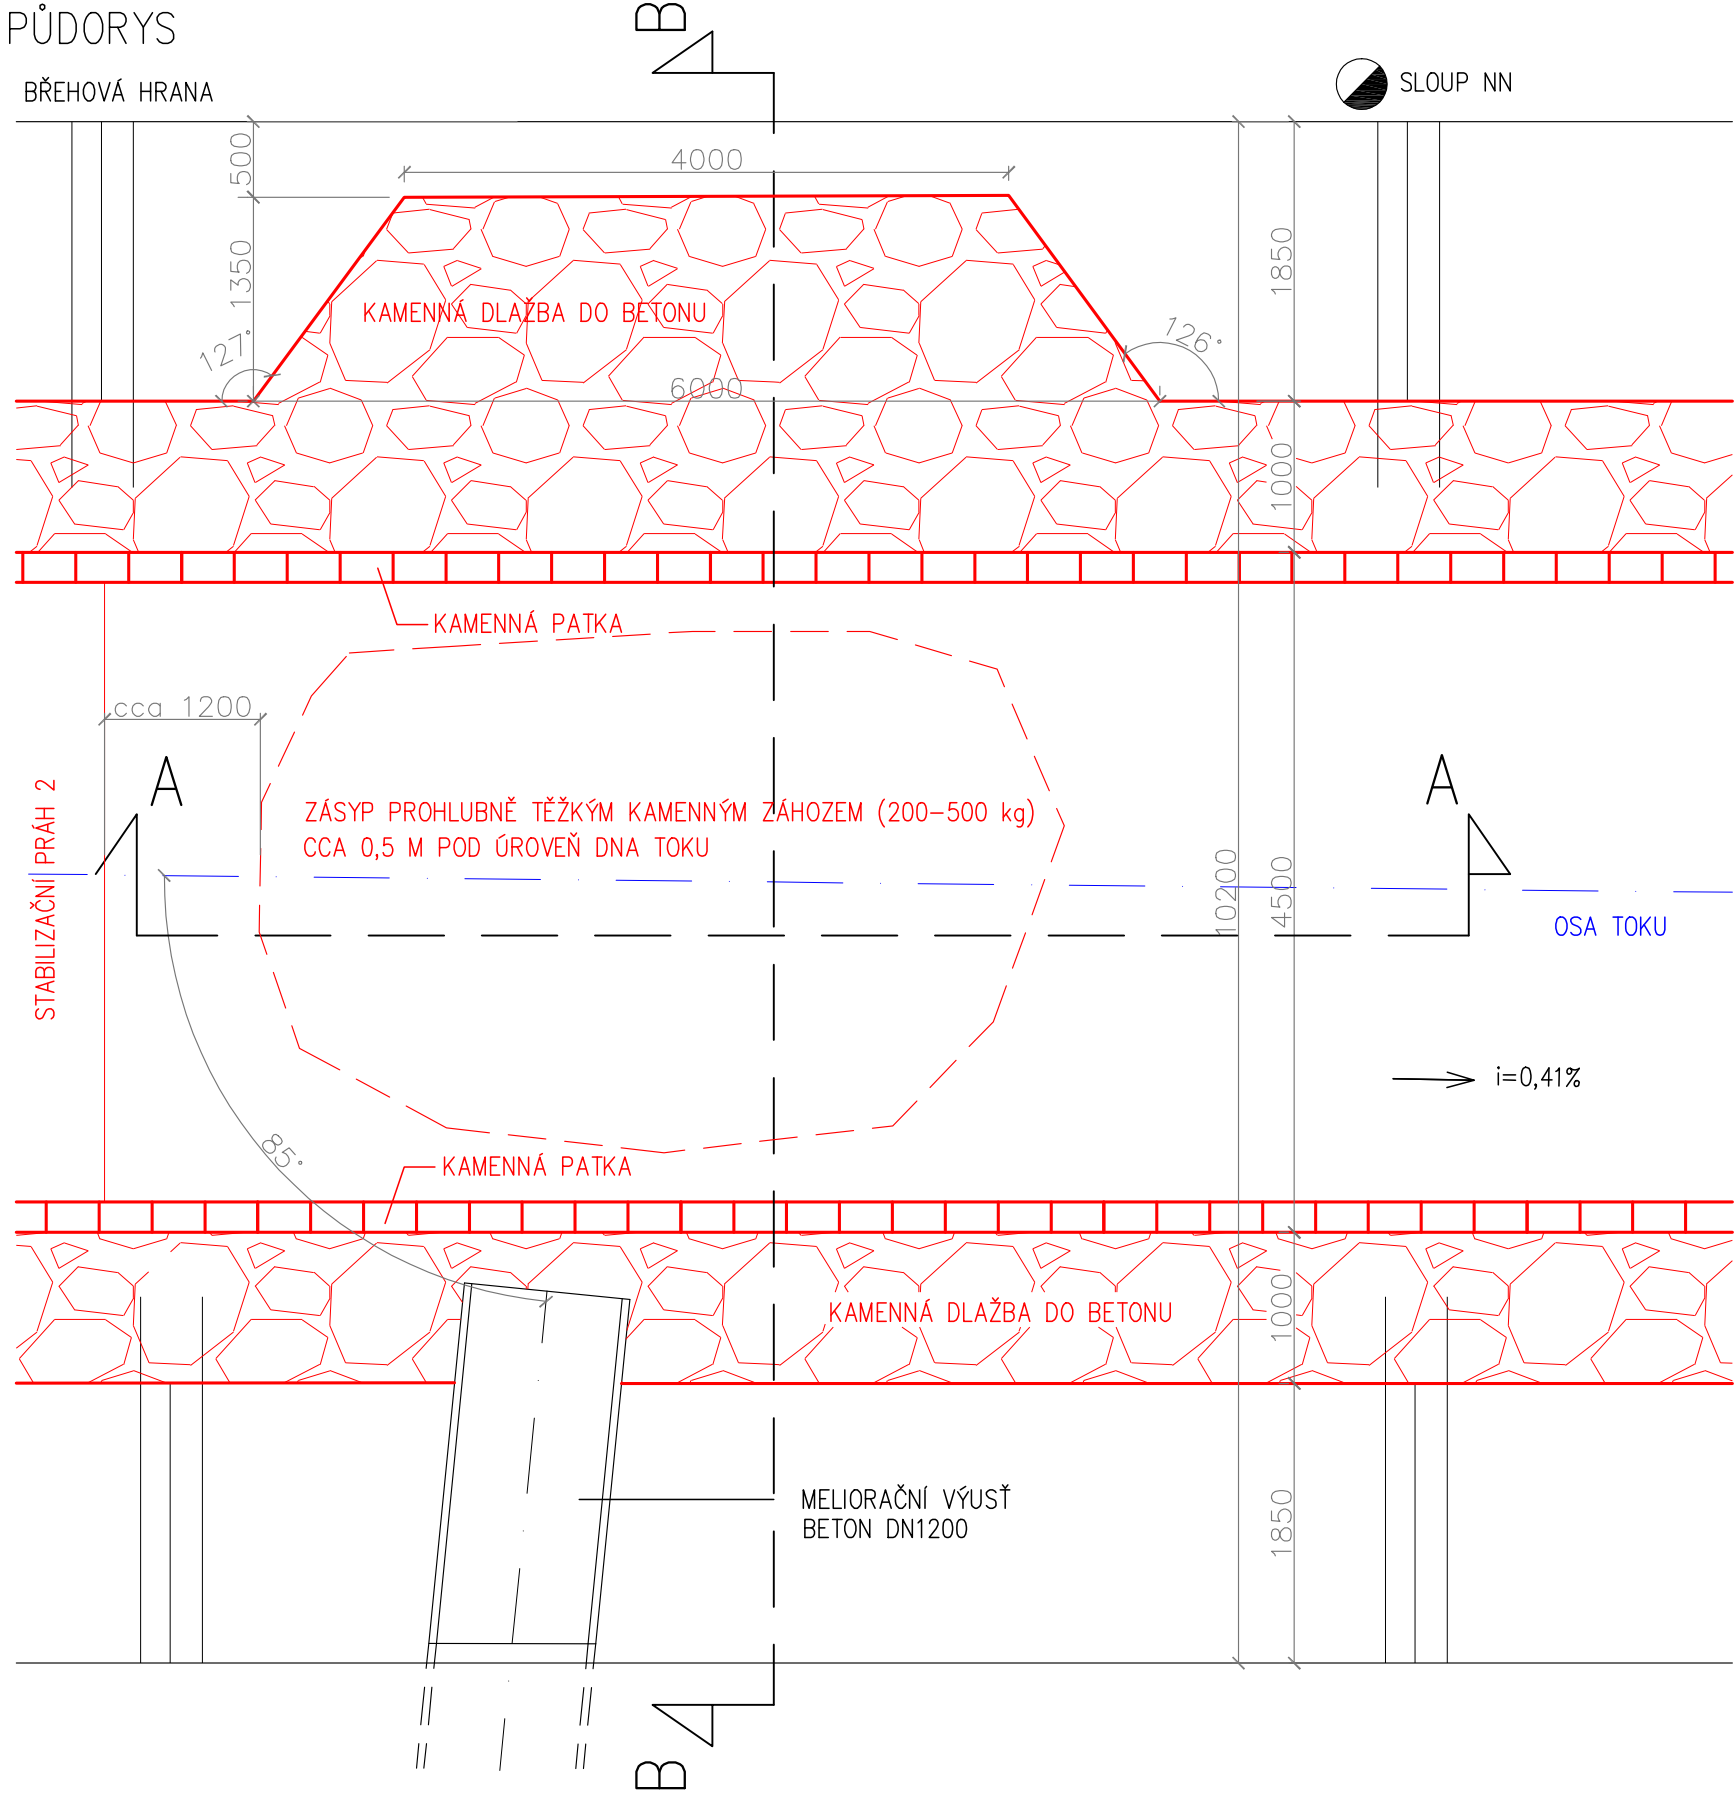 PŮDORYS
B
BŘEHOVÁ HRANA
SLOUP NN
500
4000
1350
1850
KAMENNÁ DLAŽBA DO BETONU
127°
126°
6000
1000
KAMENNÁ PATKA
cca 1200
A
A
STABILIZAČNÍ PRÁH 2
ZÁSYP PROHLUBNĚ TĚŽKÝM KAMENNÝM ZÁHOZEM (200-500 kg)
CCA 0,5 M POD ÚROVEŇ DNA TOKU
10200
4500
OSA TOKU
i=0,41%
85°
KAMENNÁ PATKA
KAMENNÁ DLAŽBA DO BETONU
1000
MELIORAČNÍ VÝUSŤ
BETON DN1200
1850
B